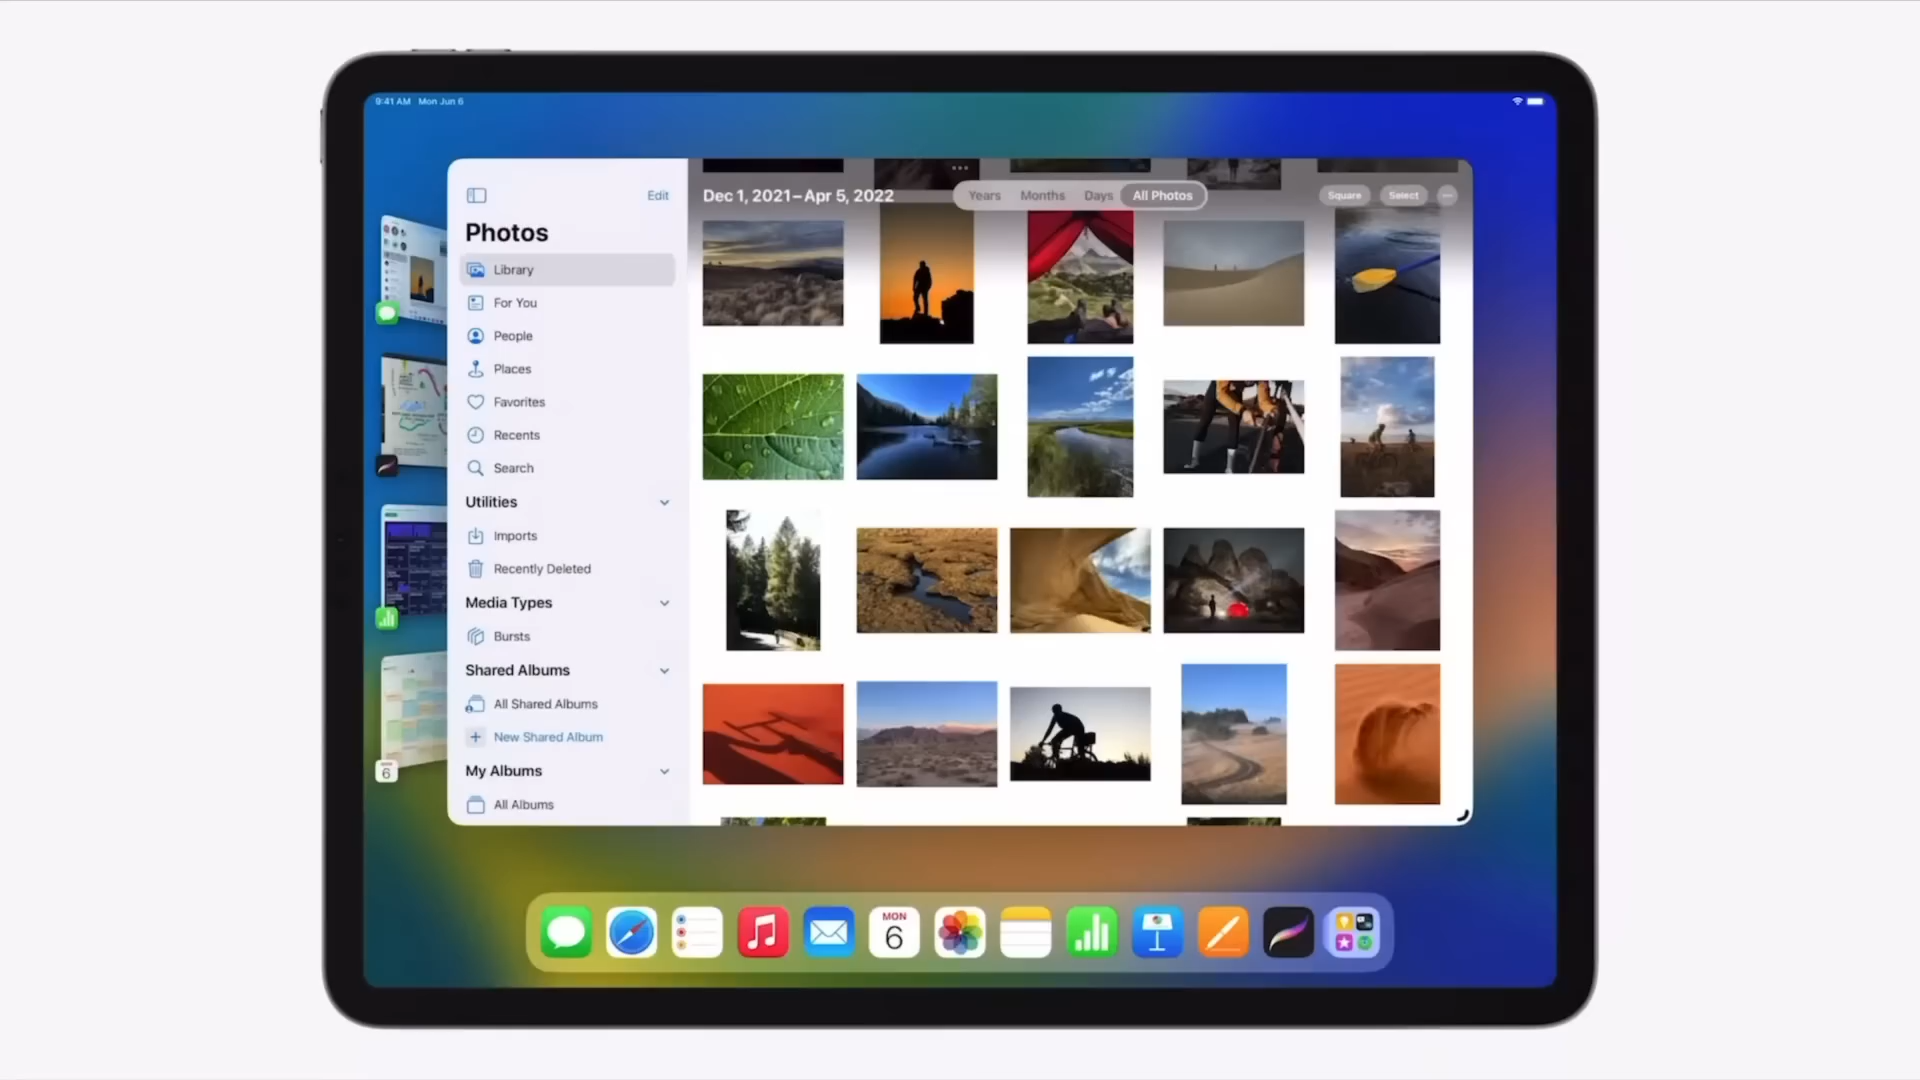 9:41 AM Mon Jun 6
Edit
Photos
Library
For You
People
Places
Favorites
Recents
Search
Utilities
Imports
Recently Deleted
Media Types
Bursts
Shared Albums
All Shared Albums
New Shared Album
My Albums
All Albums
Dec 1, 2021–Apr 5, 2022
Years Months Days All Photos
Square Select
6
MON
6